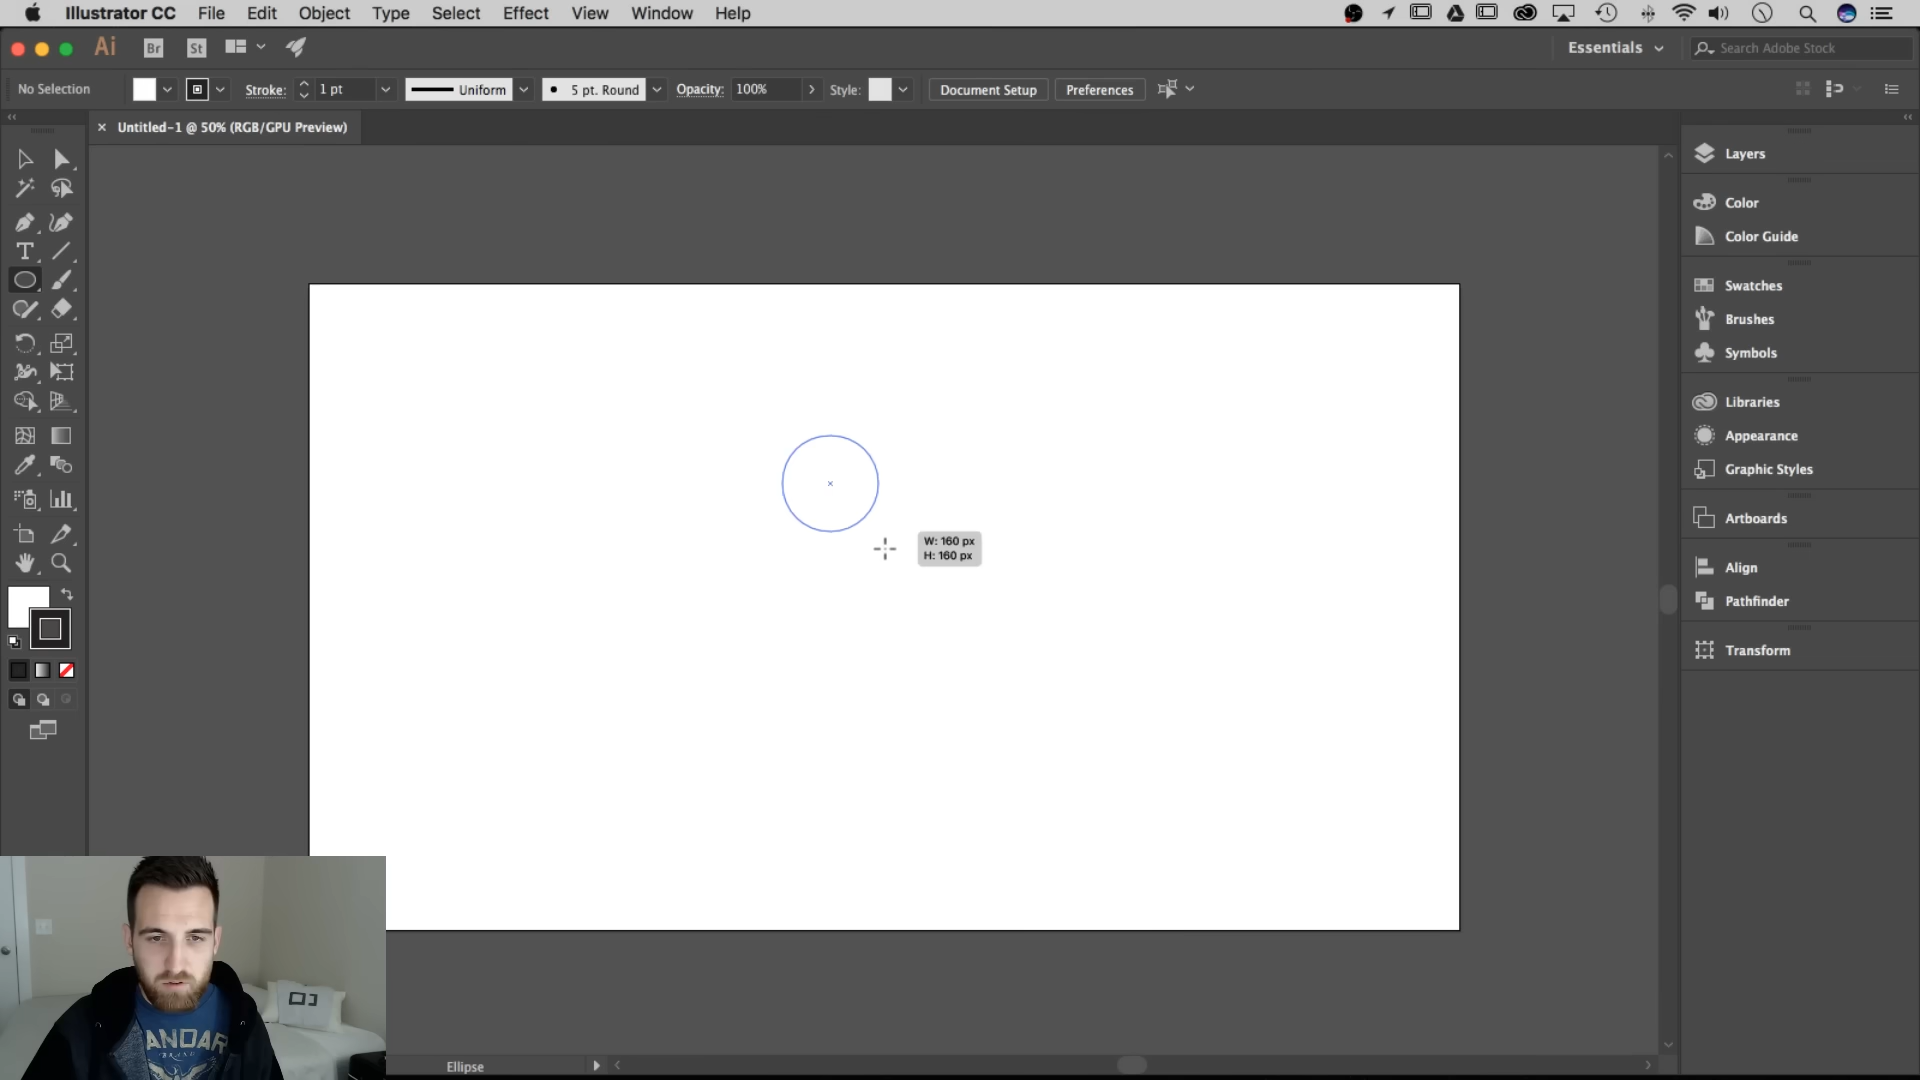 Illustrator CC File Edit Object Type Select Effect View Window Help
Ai Br St Essentials Search Adobe Stock
No Selection Stroke: 1 pt Uniform 5 pt. Round Opacity: 100% Style: Document Setup Preferences
Untitled-1 @ 50% (RGB/GPU Preview)
Layers
Color
Color Guide
Swatches
Brushes
Symbols
Libraries
Appearance
Graphic Styles
Artboards
Align
Pathfinder
Transform
W: 160 px
H: 160 px
ANDAR
Ellipse